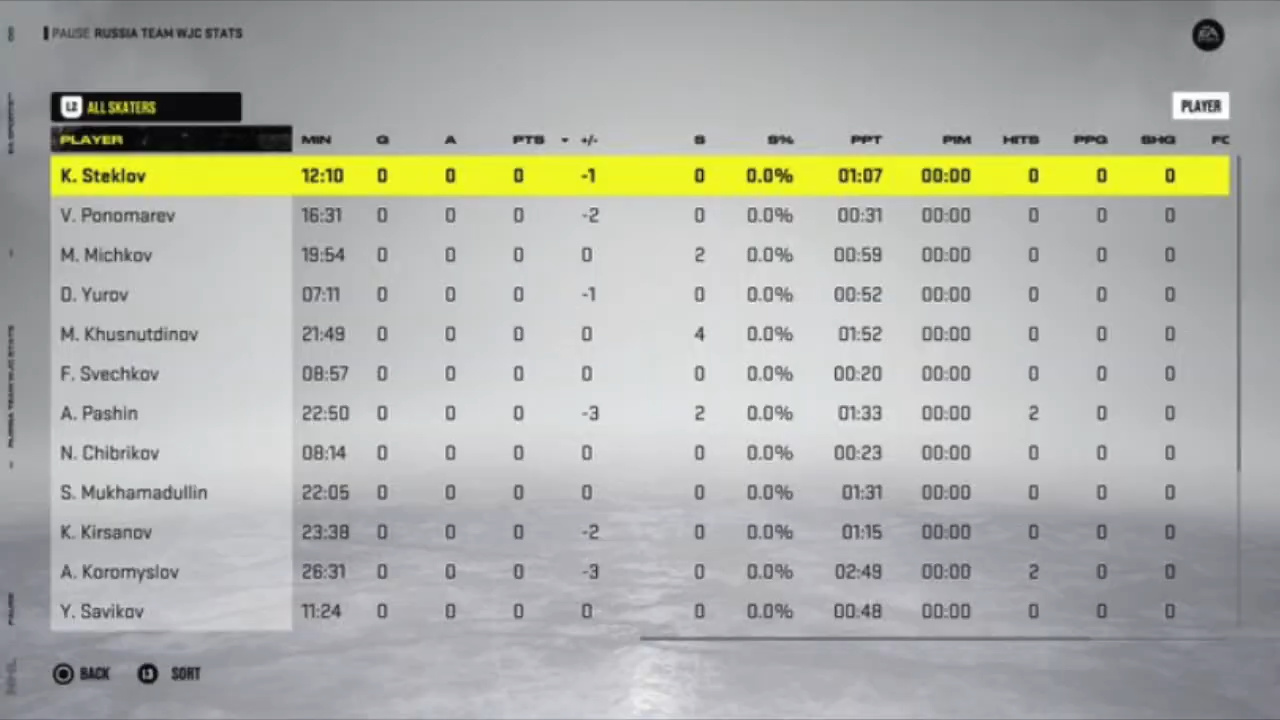 PAUSE RUSSIA TEAM WJC STATS
EA
L2 ALL SKATERS
PLAYER
PLAYER MIN G A PTS +/- S S% PPT PIM HITS PPG SHG FO
K. Steklov 12:10 0 0 0 -1 0 0.0% 01:07 00:00 0 0 0
V. Ponomarev 16:31 0 0 0 -2 0 0.0% 00:31 00:00 0 0 0
M. Michkov 19:54 0 0 0 0 2 0.0% 00:59 00:00 0 0 0
D. Yurov 07:11 0 0 0 -1 0 0.0% 00:52 00:00 0 0 0
M. Khusnutdinov 21:49 0 0 0 0 4 0.0% 01:52 00:00 0 0 0
F. Svechkov 08:57 0 0 0 0 0 0.0% 00:20 00:00 0 0 0
A. Pashin 22:50 0 0 0 -3 2 0.0% 01:33 00:00 2 0 0
N. Chibrikov 08:14 0 0 0 0 0 0.0% 00:23 00:00 0 0 0
S. Mukhamadullin 22:05 0 0 0 0 0 0.0% 01:31 00:00 0 0 0
K. Kirsanov 23:38 0 0 0 -2 0 0.0% 01:15 00:00 0 0 0
A. Koromyslov 26:31 0 0 0 -3 0 0.0% 02:49 00:00 2 0 0
Y. Savikov 11:24 0 0 0 0 0 0.0% 00:48 00:00 0 0 0
BACK SORT
RUSSIA TEAM WJC STATS
PAUSE
NHL